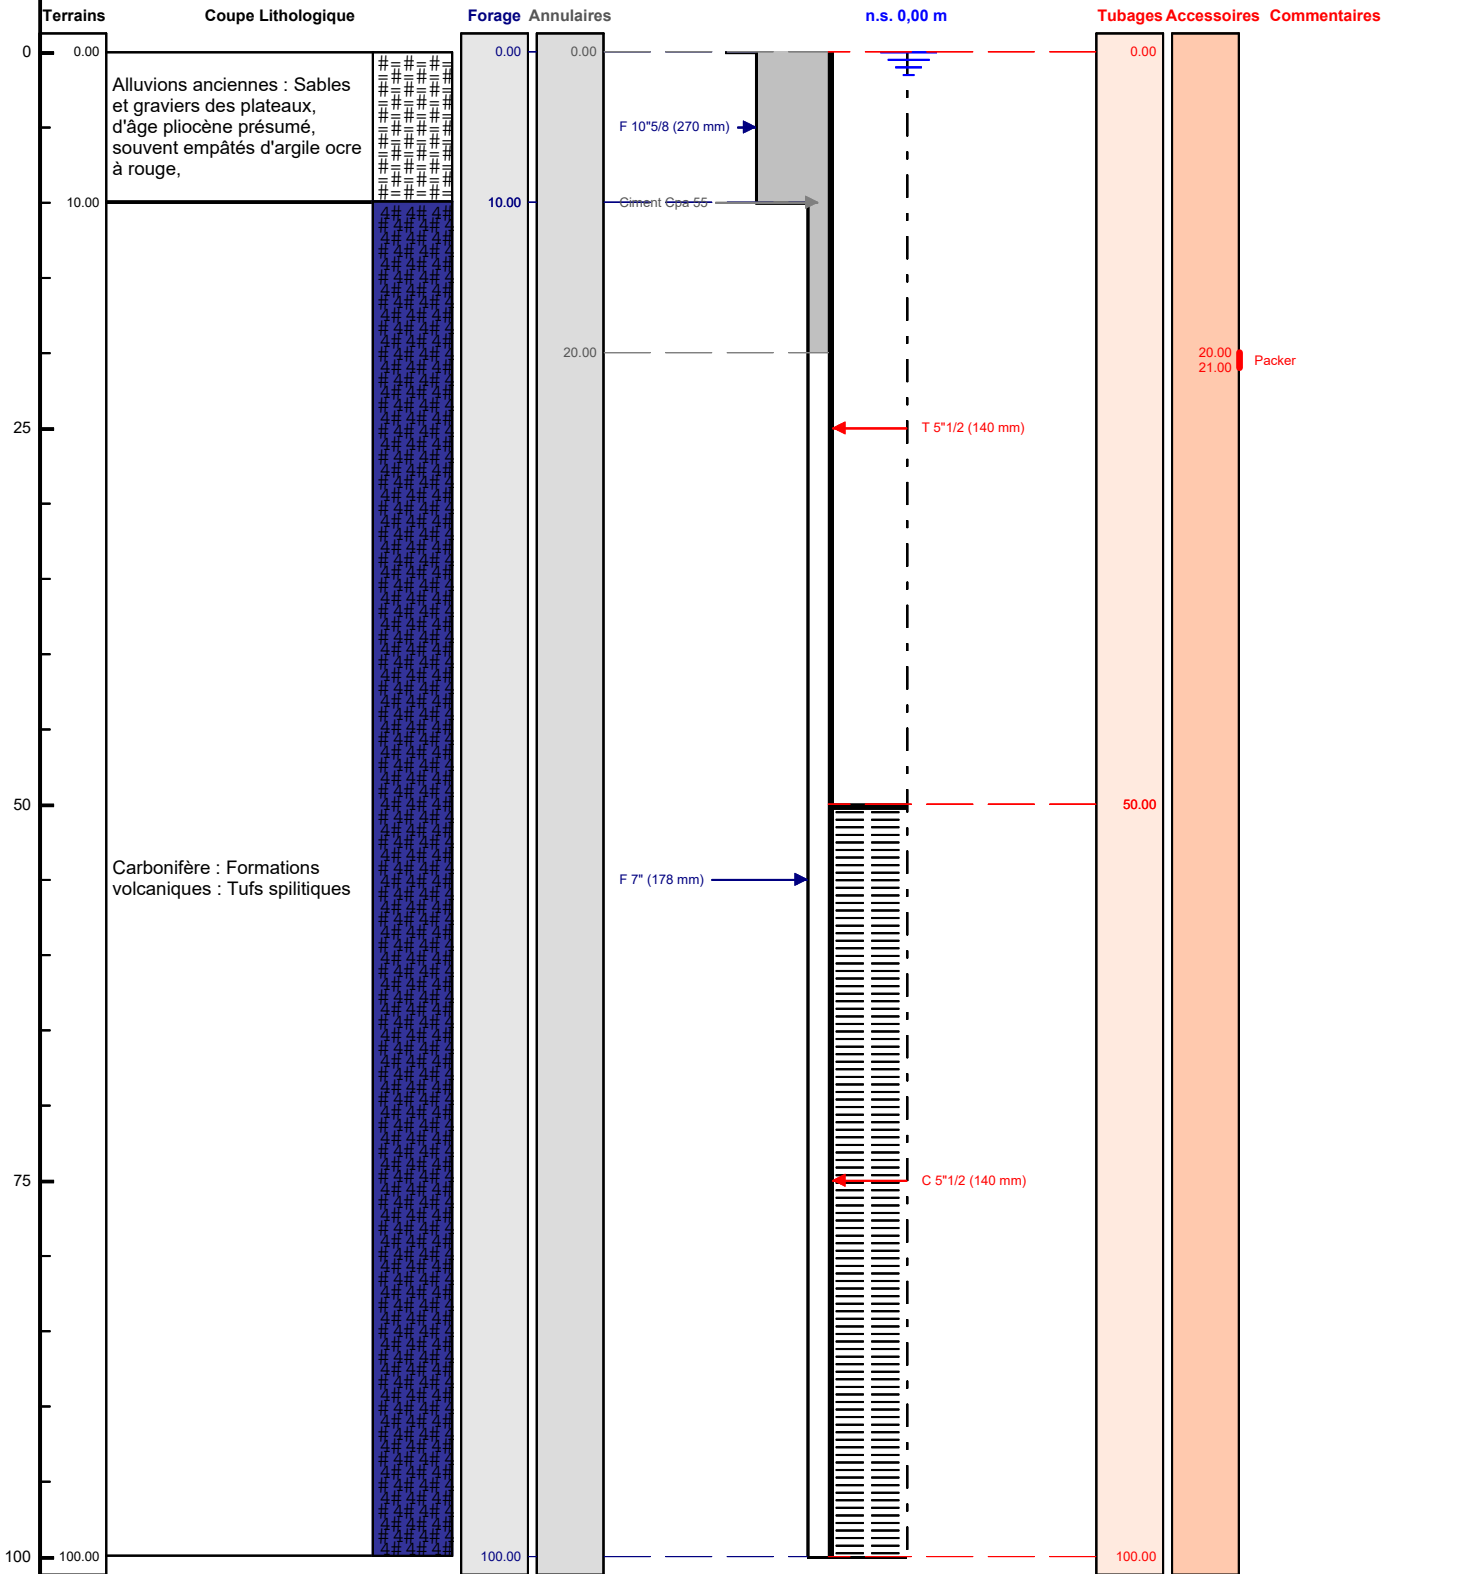 Terrains Coupe Lithologique Forage Annulaires n.s. 0,00 m Tubages Accessoires Commentaires
0 0.00 0.00 0.00 0.00
Alluvions anciennes : Sables
et graviers des plateaux,
d'âge pliocène présumé,
souvent empâtés d'argile ocre
à rouge,
F 10"5/8 (270 mm)
10.00 10.00 Ciment Cpa 55
20.00 20.00
21.00 Packer
25 T 5"1/2 (140 mm)
50 50.00
Carbonifère : Formations
volcaniques : Tufs spilitiques
F 7" (178 mm)
75 C 5"1/2 (140 mm)
100 100.00 100.00 100.00